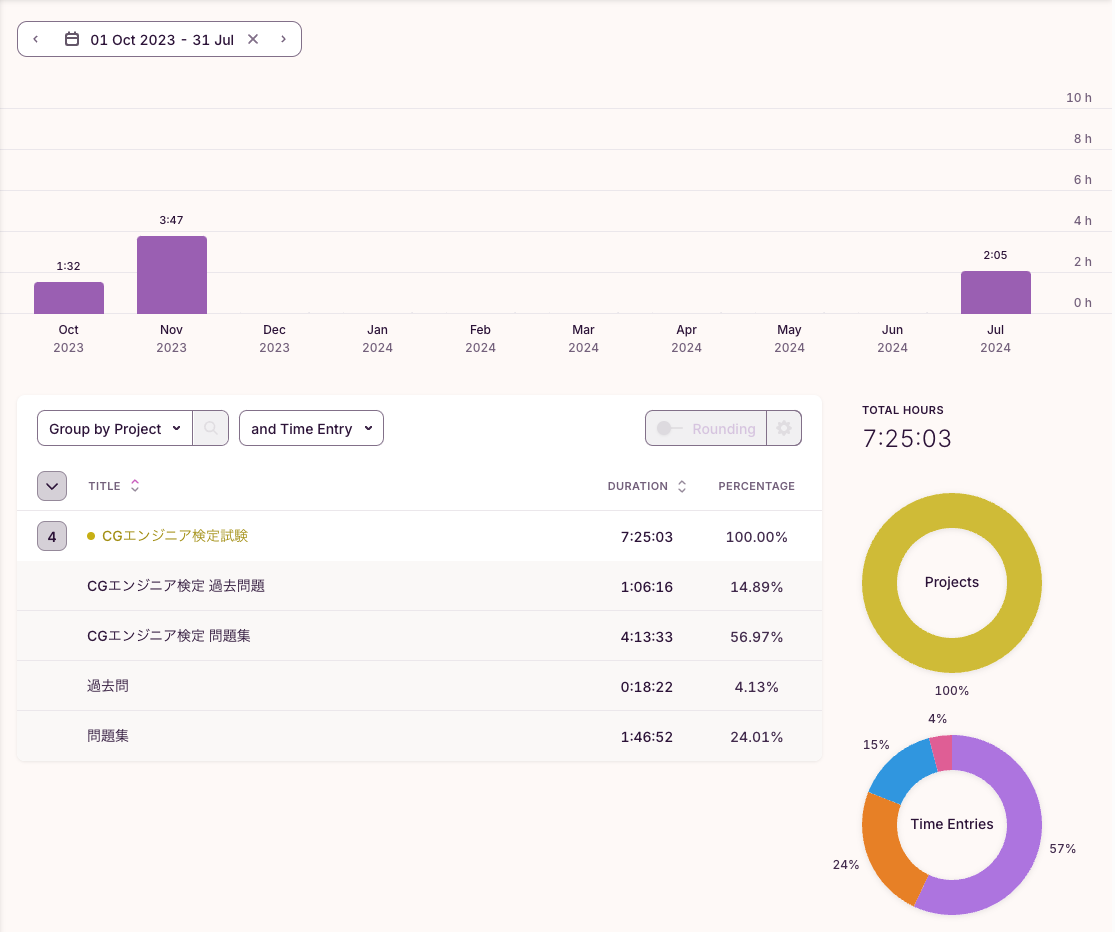 01 Oct 2023 - 31 Jul
10 h
8 h
6 h
4 h
2 h
0 h
1:32
3:47
2:05
Oct Nov Dec Jan Feb Mar Apr May Jun Jul
2023 2023 2023 2024 2024 2024 2024 2024 2024 2024
Group by Project and Time Entry Rounding
TITLE DURATION PERCENTAGE
4 CGエンジニア検定試験 7:25:03 100.00%
CGエンジニア検定 過去問題 1:06:16 14.89%
CGエンジニア検定 問題集 4:13:33 56.97%
過去問 0:18:22 4.13%
問題集 1:46:52 24.01%
TOTAL HOURS
7:25:03
Projects
100%
4%
15%
Time Entries
57%
24%